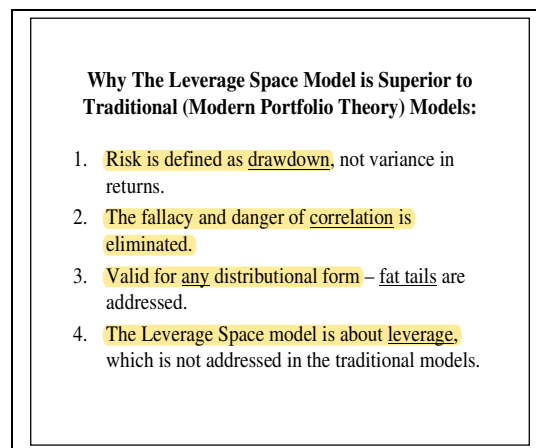 Why The Leverage Space Model is Superior to
Traditional (Modern Portfolio Theory) Models:
1. Risk is defined as drawdown, not variance in
returns.
2. The fallacy and danger of correlation is
eliminated.
3. Valid for any distributional form – fat tails are
addressed.
4. The Leverage Space model is about leverage,
which is not addressed in the traditional models.